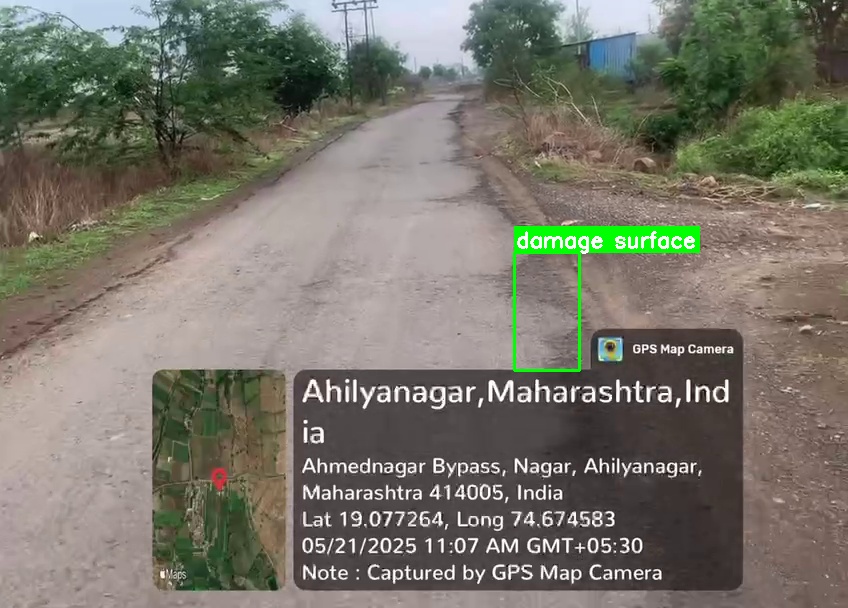 damage surface
GPS Map Camera
Ahilyanagar,Maharashtra,Ind
ia
Ahmednagar Bypass, Nagar, Ahilyanagar,
Maharashtra 414005, India
Lat 19.077264, Long 74.674583
05/21/2025 11:07 AM GMT+05:30
Note : Captured by GPS Map Camera
Maps